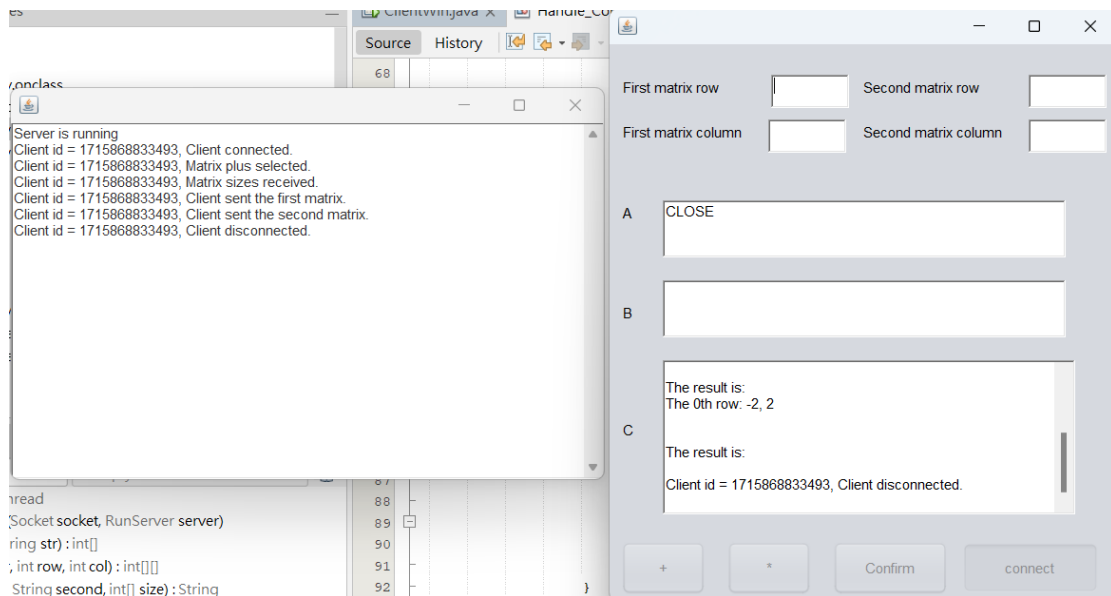 es
ClientWin.java X
Source History
68
y.onclass
Server is running
Client id = 1715868833493, Client connected.
Client id = 1715868833493, Matrix plus selected.
Client id = 1715868833493, Matrix sizes received.
Client id = 1715868833493, Client sent the first matrix.
Client id = 1715868833493, Client sent the second matrix.
Client id = 1715868833493, Client disconnected.
hread
(Socket socket, RunServer server)
ring str) : int[]
, int row, int col) : int[][]
String second, int[] size) : String
87
88
89
90
91
92 }
First matrix row
Second matrix row
First matrix column
Second matrix column
A
CLOSE
B
C
The result is:
The 0th row: -2, 2
The result is:
Client id = 1715868833493, Client disconnected.
+
*
Confirm
connect